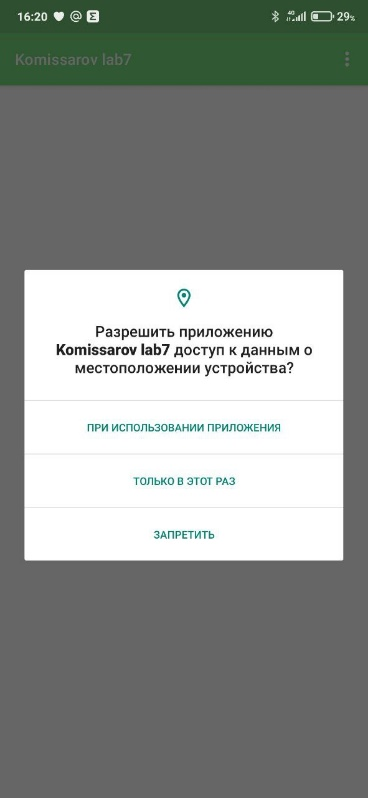 16:20 @ Σ 4G 29%
Komissarov lab7
Разрешить приложению
Komissarov lab7 доступ к данным о
местоположении устройства?
ПРИ ИСПОЛЬЗОВАНИИ ПРИЛОЖЕНИЯ
ТОЛЬКО В ЭТОТ РАЗ
ЗАПРЕТИТЬ